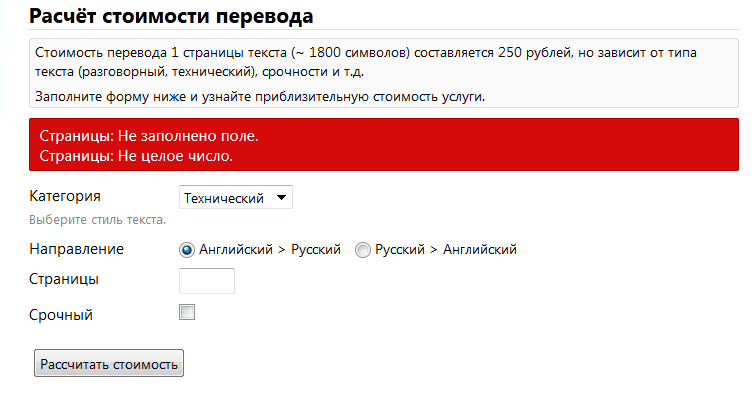 Расчёт стоимости перевода
Стоимость перевода 1 страницы текста (~ 1800 символов) составляется 250 рублей, но зависит от типа
текста (разговорный, технический), срочности и т.д.
Заполните форму ниже и узнайте приблизительную стоимость услуги.
Страницы: Не заполнено поле.
Страницы: Не целое число.
Категория
Технический
Выберите стиль текста.
Направление
Английский > Русский
Русский > Английский
Страницы
Срочный
Рассчитать стоимость